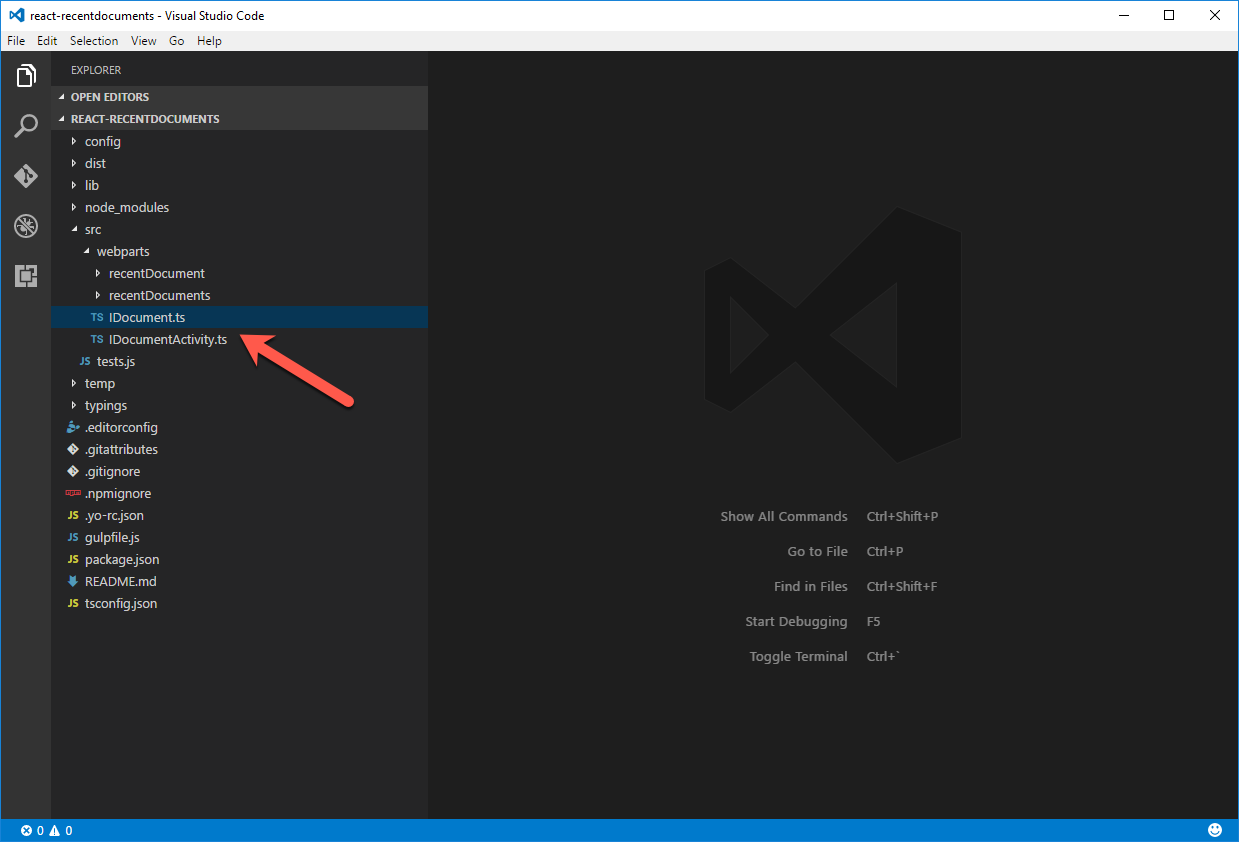 react-recentdocuments - Visual Studio Code
File Edit Selection View Go Help
EXPLORER
OPEN EDITORS
REACT-RECENTDOCUMENTS
config
dist
lib
node_modules
src
webparts
recentDocument
recentDocuments
TS IDocument.ts
TS IDocumentActivity.ts
JS tests.js
temp
typings
.editorconfig
.gitattributes
.gitignore
npm .npmignore
JS .yo-rc.json
JS gulpfile.js
JS package.json
README.md
JS tsconfig.json
Show All Commands Ctrl+Shift+P
Go to File Ctrl+P
Find in Files Ctrl+Shift+F
Start Debugging F5
Toggle Terminal Ctrl+`
0 0